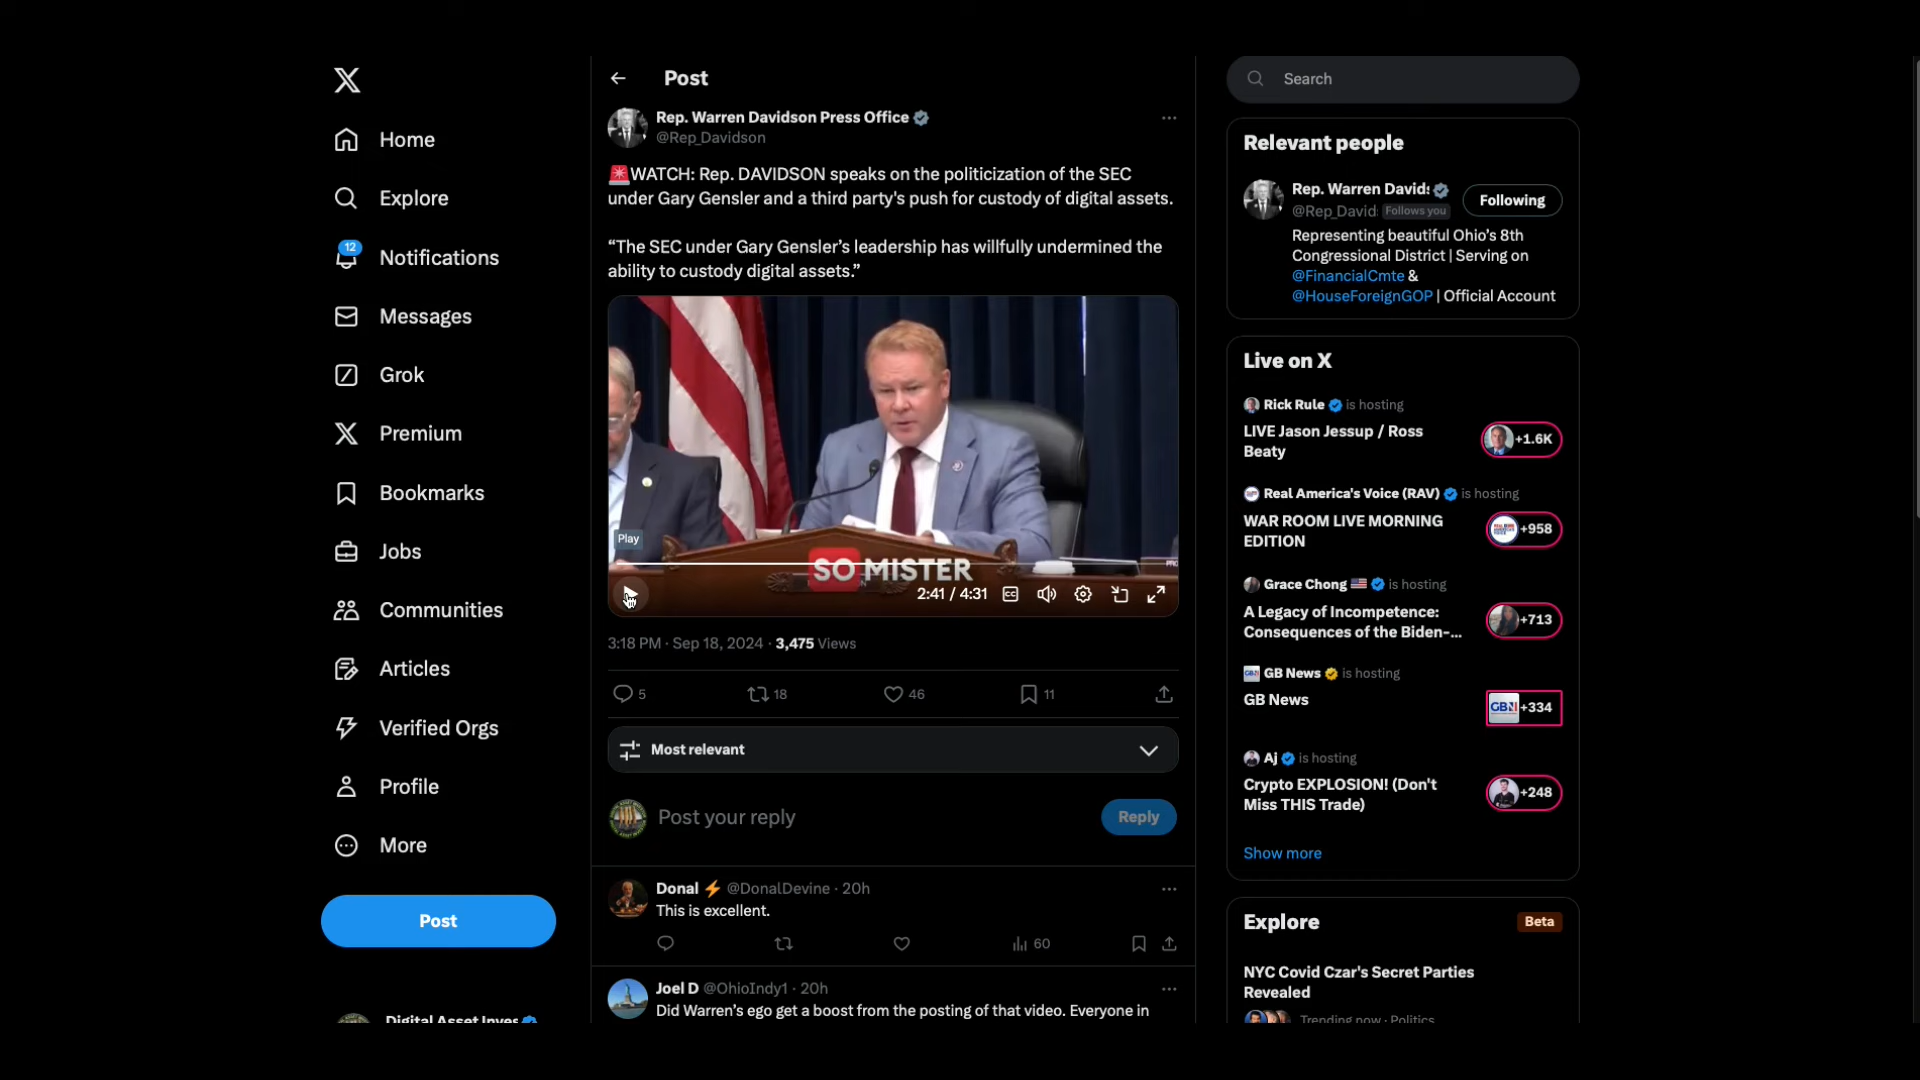 Home
Explore
12
Notifications
Messages
Grok
Premium
Bookmarks
Jobs
Communities
Articles
Verified Orgs
Profile
More
Post
Digital Asset Inves
Post
Rep. Warren Davidson Press Office
@Rep_Davidson
🚨WATCH: Rep. DAVIDSON speaks on the politicization of the SEC
under Gary Gensler and a third party's push for custody of digital assets.
“The SEC under Gary Gensler’s leadership has willfully undermined the
ability to custody digital assets.”
Play
SO MISTER
2:41 / 4:31
CC
3:18 PM · Sep 18, 2024 · 3,475 Views
5 18 46 11
Most relevant
Post your reply
Reply
Donal ⚡ @DonalDevine · 20h
This is excellent.
60
Joel D @OhioIndy1 · 20h
Did Warren’s ego get a boost from the posting of that video. Everyone in
Search
Relevant people
Rep. Warren Davids
@Rep_David Follows you
Following
Representing beautiful Ohio’s 8th
Congressional District | Serving on
@FinancialCmte &
@HouseForeignGOP | Official Account
Live on X
Rick Rule is hosting
LIVE Jason Jessup / Ross
Beaty
+1.6K
Real America's Voice (RAV) is hosting
WAR ROOM LIVE MORNING
EDITION
+958
Grace Chong 🇺🇸 is hosting
A Legacy of Incompetence:
Consequences of the Biden-...
+713
GB News is hosting
GB News
GBN +334
Aj is hosting
Crypto EXPLOSION! (Don't
Miss THIS Trade)
+248
Show more
Explore
Beta
NYC Covid Czar's Secret Parties
Revealed
Trending now · Politics